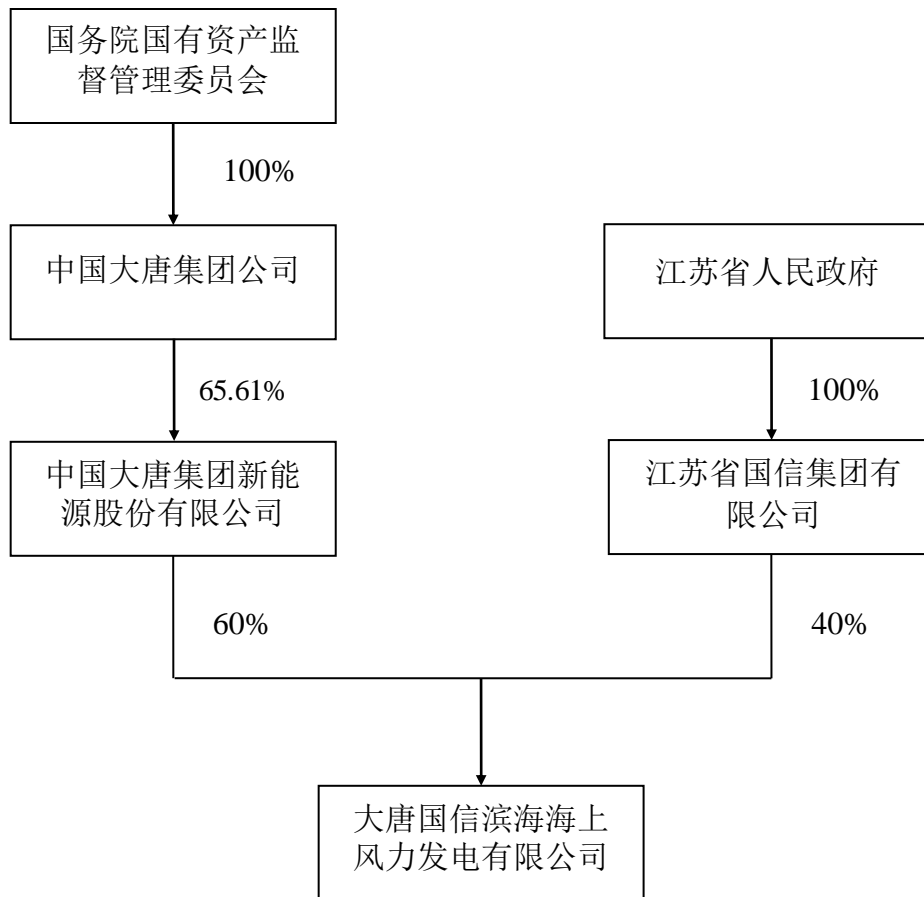 国务院国有资产监
督管理委员会
100%
中国大唐集团公司
江苏省人民政府
65.61%
100%
中国大唐集团新能
源股份有限公司
江苏省国信集团有
限公司
60%
40%
大唐国信滨海海上
风力发电有限公司